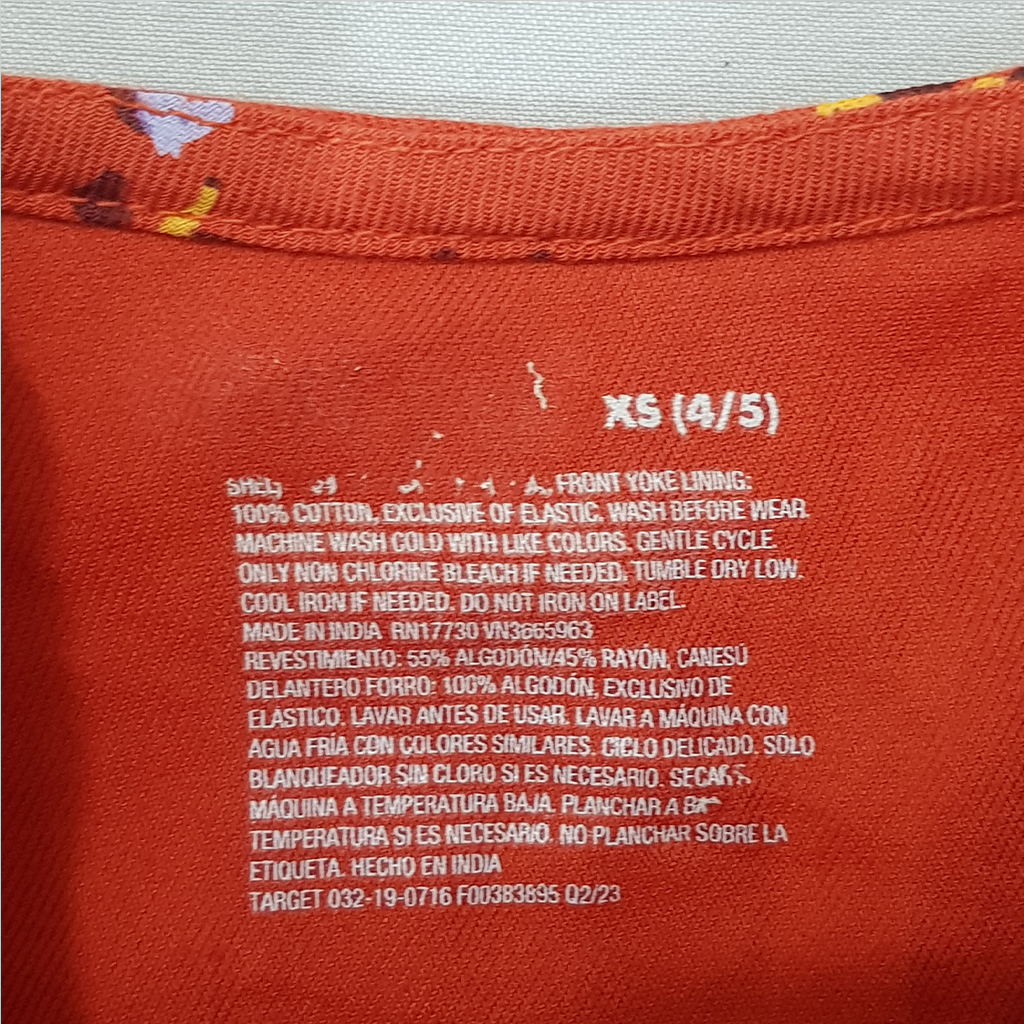 XS (4/5)
SHELL FRONT YOKE LINING:
100% COTTON, EXCLUSIVE OF ELASTIC. WASH BEFORE WEAR.
MACHINE WASH COLD WITH LIKE COLORS. GENTLE CYCLE.
ONLY NON CHLORINE BLEACH IF NEEDED. TUMBLE DRY LOW.
COOL IRON IF NEEDED. DO NOT IRON ON LABEL.
MADE IN INDIA RN17730 VN3665963
REVESTIMIENTO: 55% ALGODÓN/45% RAYÓN, CANESÚ
DELANTERO FORRO: 100% ALGODÓN, EXCLUSIVO DE
ELÁSTICO. LAVAR ANTES DE USAR. LAVAR A MÁQUINA CON
AGUA FRÍA CON COLORES SIMILARES. CICLO DELICADO. SÓLO
BLANQUEADOR SIN CLORO SI ES NECESARIO. SECAR
MÁQUINA A TEMPERATURA BAJA. PLANCHAR A
TEMPERATURA SI ES NECESARIO. NO PLANCHAR SOBRE LA
ETIQUETA. HECHO EN INDIA
TARGET 032-19-0716 F00383895 Q2/23